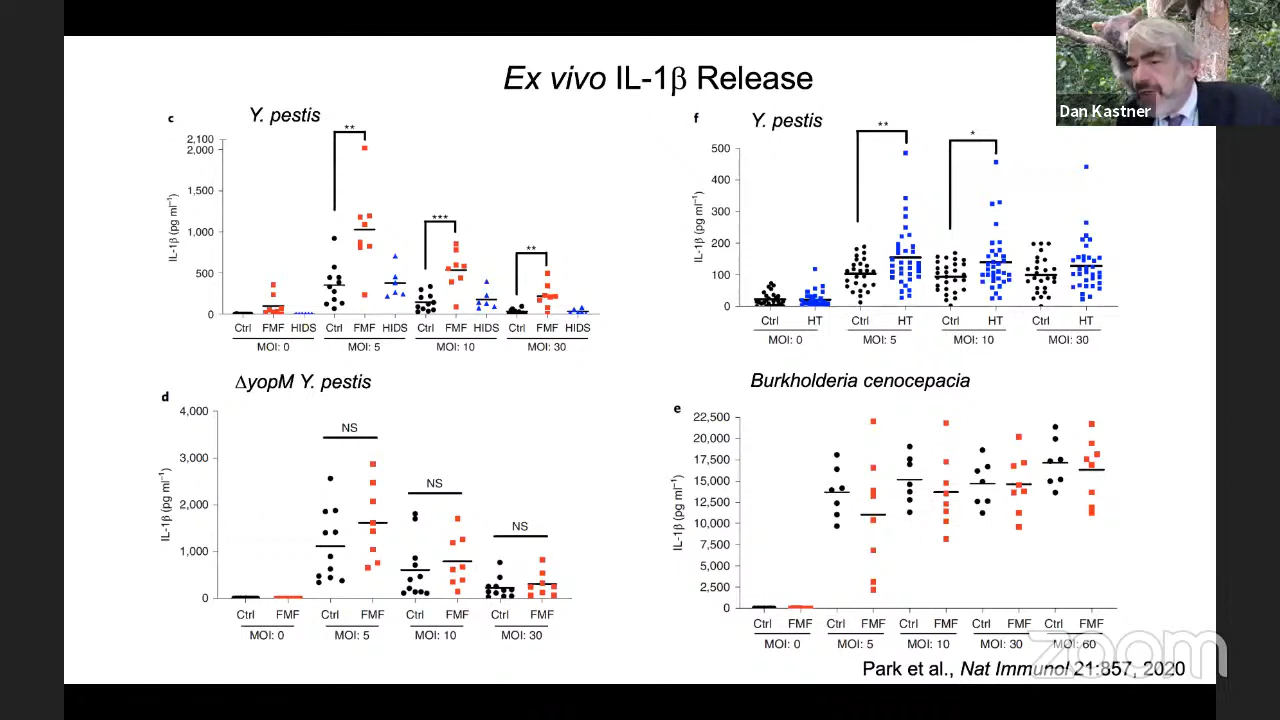 Ex vivo IL-1β Release
Dan Kastner
c
Y. pestis
IL-1β (pg ml⁻¹)
2,100
2,000
1,500
1,000
500
0
**
***
**
Ctrl FMF HIDS Ctrl FMF HIDS Ctrl FMF HIDS Ctrl FMF HIDS
MOI: 0 MOI: 5 MOI: 10 MOI: 30
f
Y. pestis
IL-1β (pg ml⁻¹)
500
400
300
200
100
0
**
*
Ctrl HT Ctrl HT Ctrl HT Ctrl HT
MOI: 0 MOI: 5 MOI: 10 MOI: 30
d
ΔyopM Y. pestis
IL-1β (pg ml⁻¹)
4,000
3,000
2,000
1,000
0
NS
NS
NS
Ctrl FMF Ctrl FMF Ctrl FMF Ctrl FMF
MOI: 0 MOI: 5 MOI: 10 MOI: 30
e
Burkholderia cenocepacia
IL-1β (pg ml⁻¹)
22,500
20,000
17,500
15,000
12,500
10,000
7,500
5,000
2,500
0
Ctrl FMF Ctrl FMF Ctrl FMF Ctrl FMF Ctrl FMF
MOI: 0 MOI: 5 MOI: 10 MOI: 30 MOI: 60
Park et al., Nat Immunol 21:857, 2020
zoom